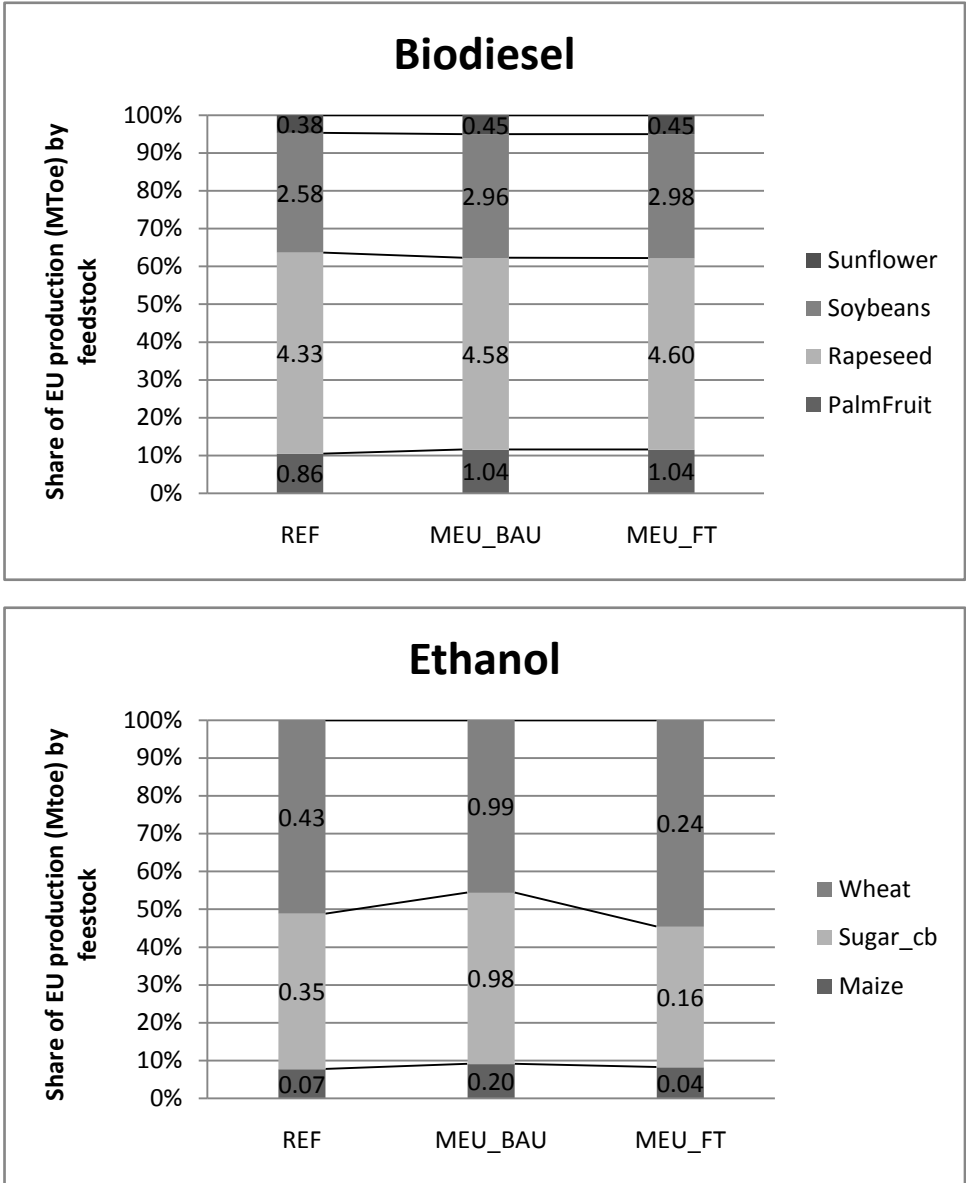 Biodiesel
Share of EU production (MToe) by
feedstock
100%
90%
80%
70%
60%
50%
40%
30%
20%
10%
0%
0.38
0.45
0.45
2.58
2.96
2.98
4.33
4.58
4.60
0.86
1.04
1.04
REF
MEU_BAU
MEU_FT
Sunflower
Soybeans
Rapeseed
PalmFruit
Ethanol
Share of EU production (Mtoe) by
feestock
100%
90%
80%
70%
60%
50%
40%
30%
20%
10%
0%
0.43
0.99
0.24
0.35
0.98
0.16
0.07
0.20
0.04
REF
MEU_BAU
MEU_FT
Wheat
Sugar_cb
Maize